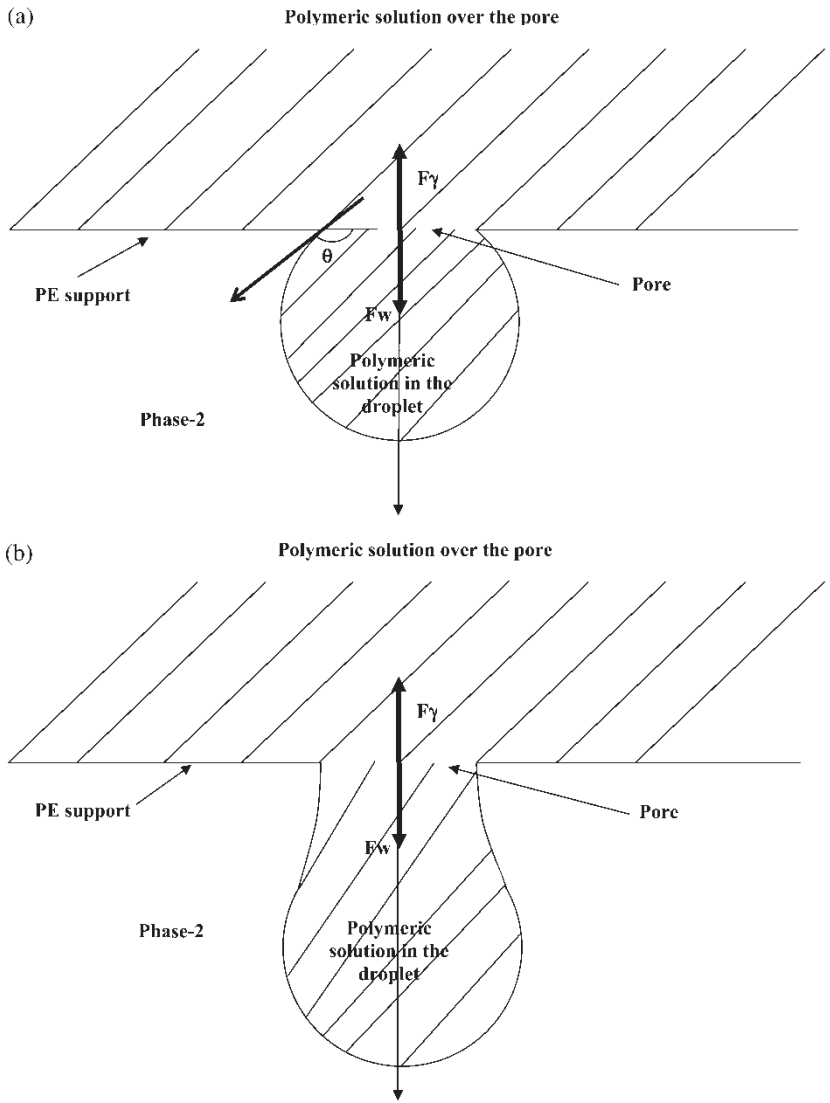 (a)
Polymeric solution over the pore
Fγ
θ
PE support
Pore
Fw
Polymeric
solution in the
droplet
Phase-2
(b)
Polymeric solution over the pore
Fγ
PE support
Pore
Fw
Phase-2
Polymeric
solution in the
droplet